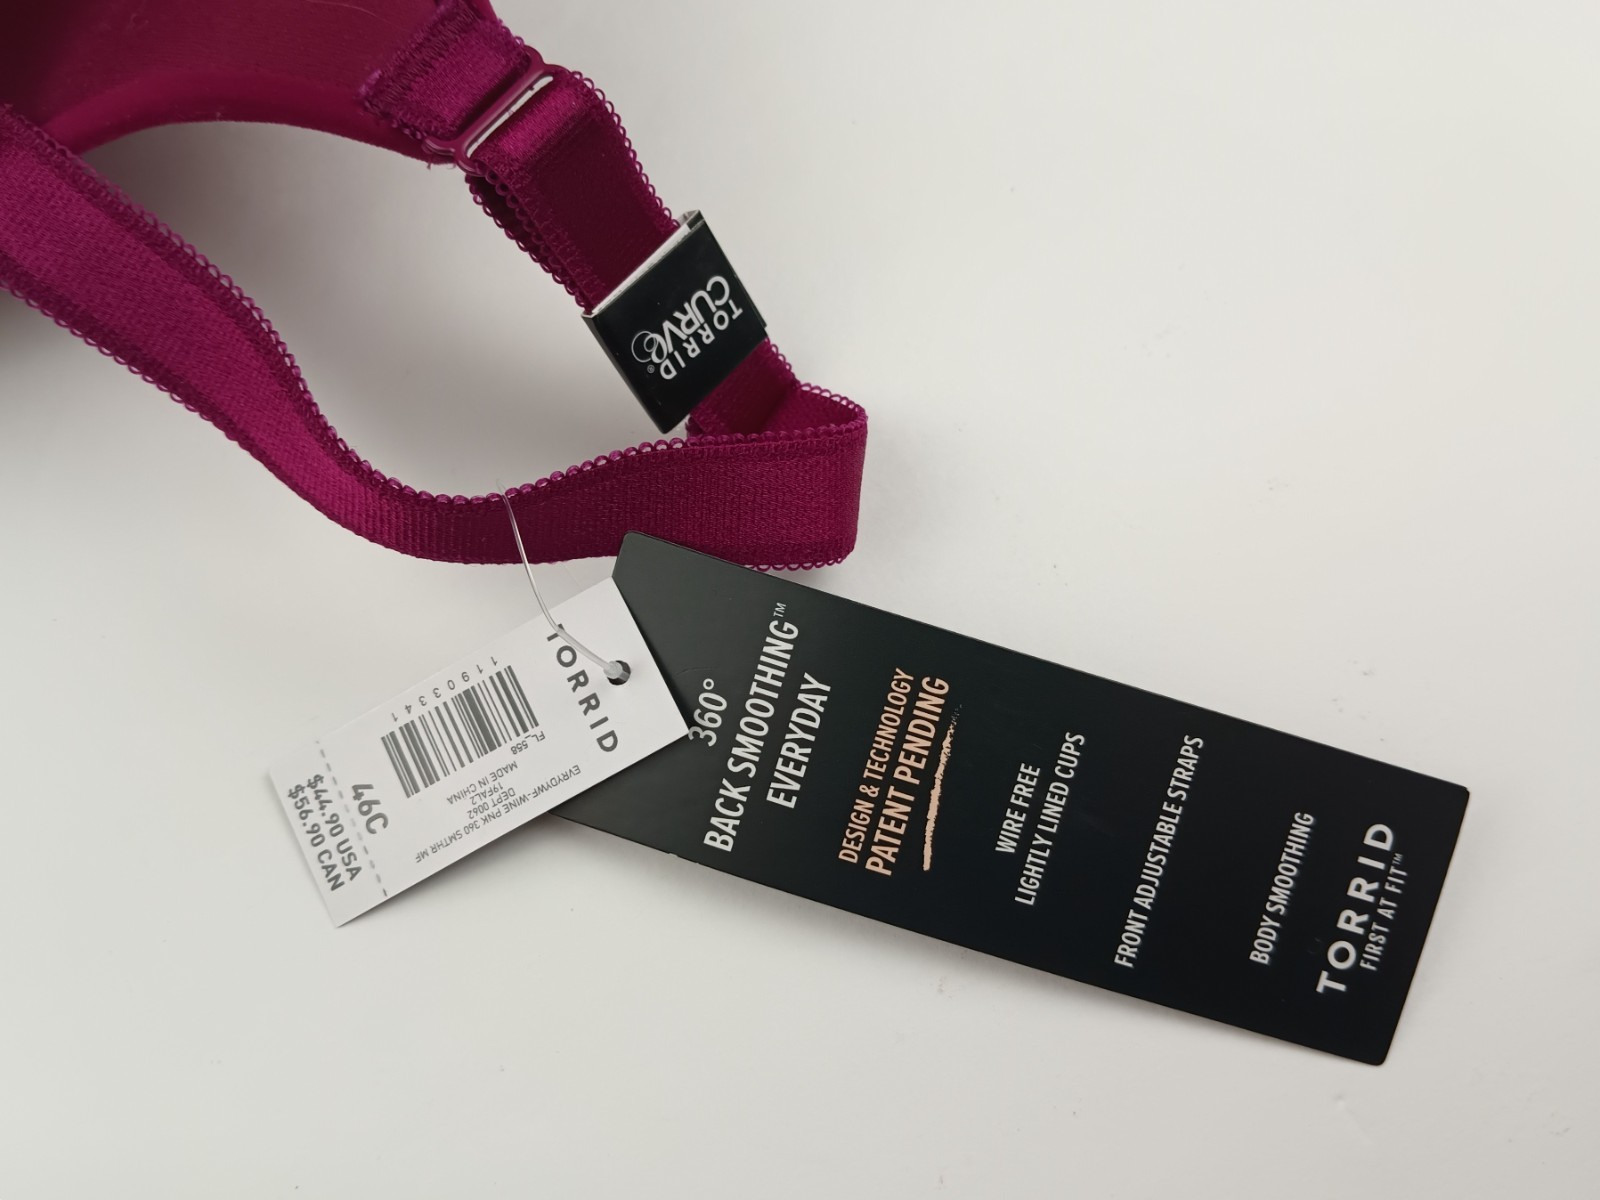 TORRID®
CURVE
TORRID
11903341
FL_558
EVRYDYWF-WINE PNK 360 SMTHR MF
DEPT 0062
19FAL2
MADE IN CHINA
46C
$44.90 USA
$56.90 CAN
360°
BACK SMOOTHING™
EVERYDAY
DESIGN & TECHNOLOGY
PATENT PENDING
WIRE FREE
LIGHTLY LINED CUPS
FRONT ADJUSTABLE STRAPS
BODY SMOOTHING
TORRID
FIRST AT FIT™